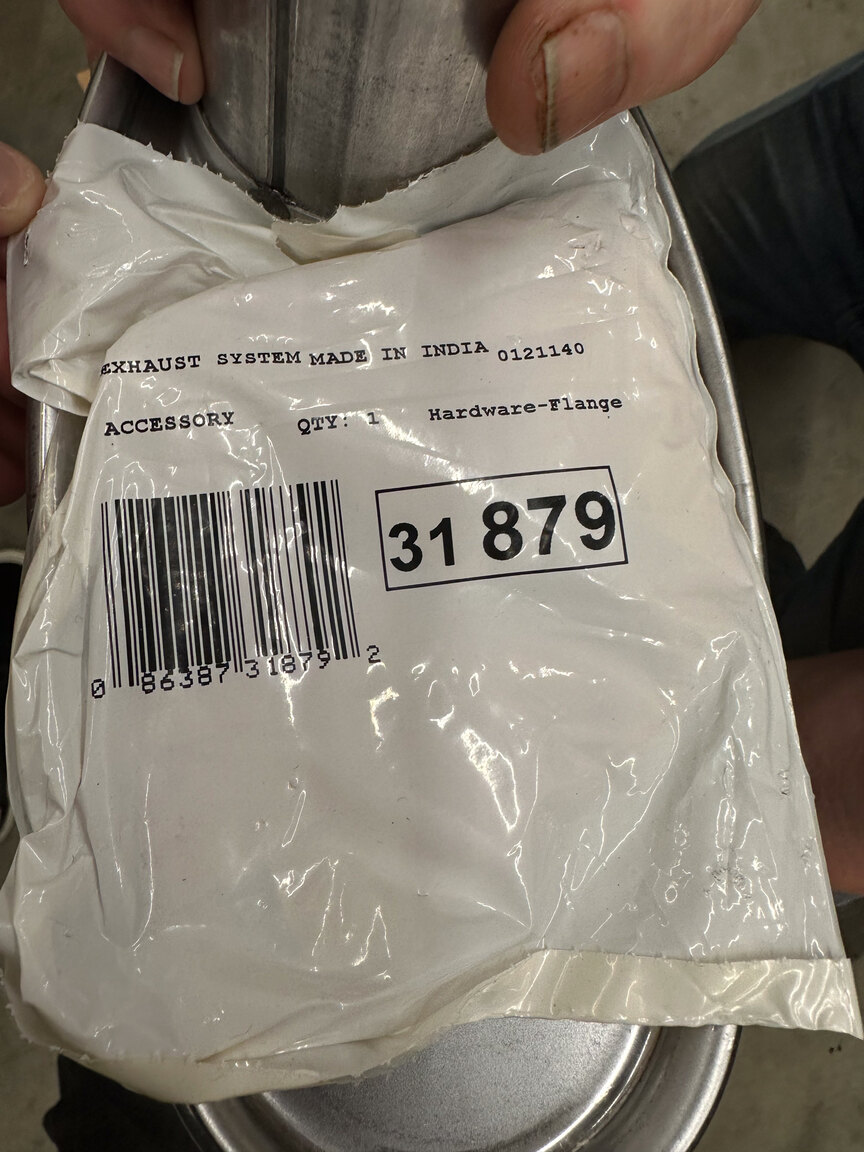 EXHAUST SYSTEM MADE IN INDIA 0121140
ACCESSORY QTY: 1 Hardware-Flange
31 879
0 86387 31879 2